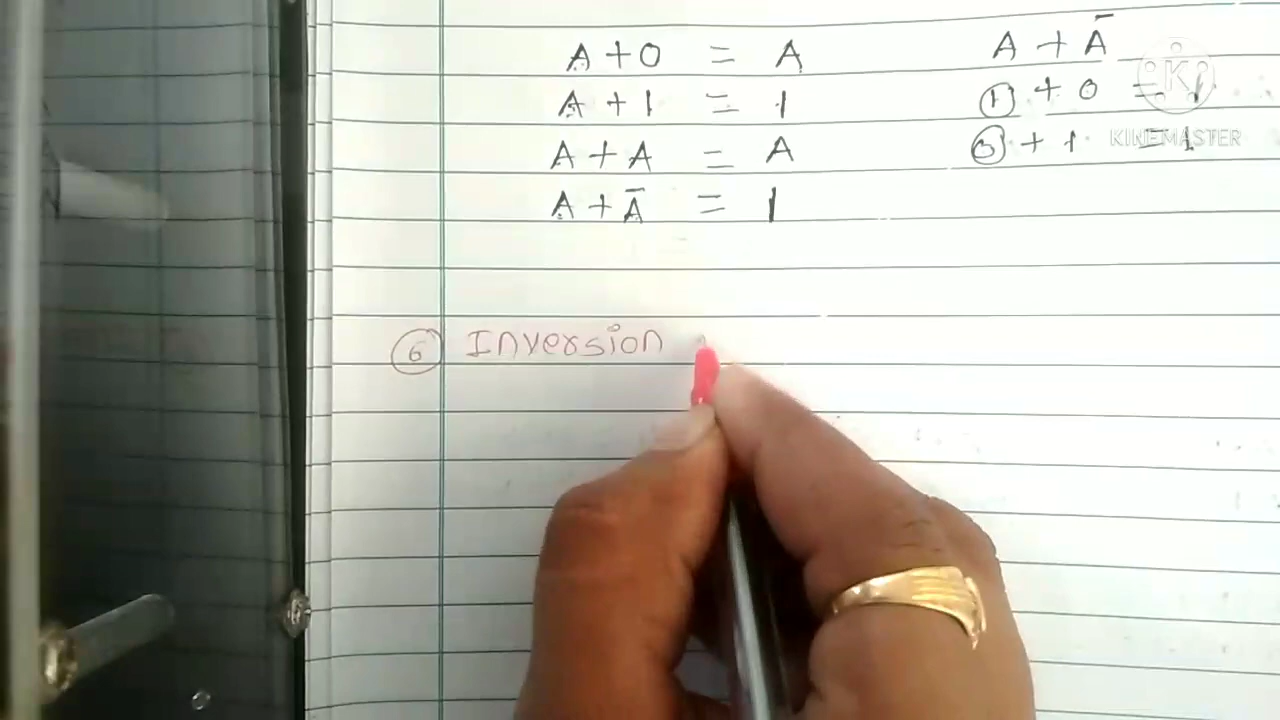 A + 0 = A
A + 1 = 1
A + A = A
A + Ā = 1
A + Ā
1 + 0 = 1
0 + 1 = 1
KINEMASTER
6 Inversion